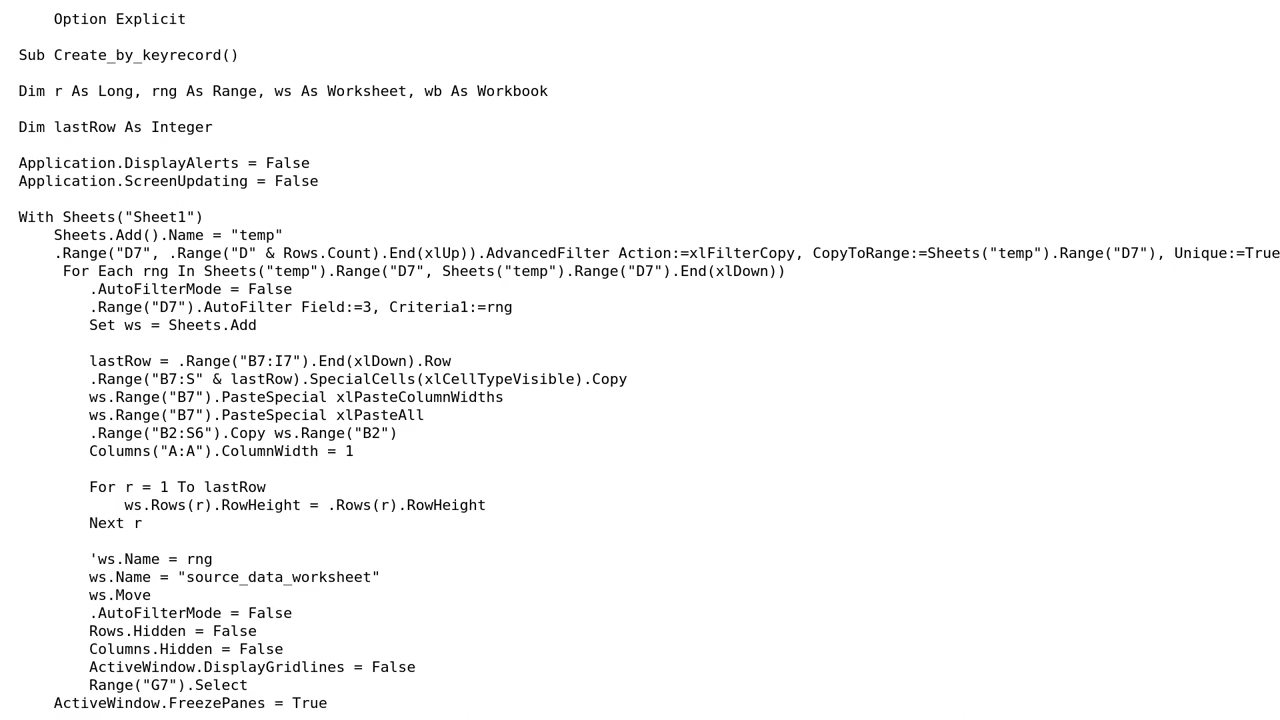 Option Explicit
Sub Create_by_keyrecord()
Dim r As Long, rng As Range, ws As Worksheet, wb As Workbook
Dim lastRow As Integer
Application.DisplayAlerts = False
Application.ScreenUpdating = False
With Sheets("Sheet1")
    Sheets.Add().Name = "temp"
    .Range("D7", .Range("D" & Rows.Count).End(xlUp)).AdvancedFilter Action:=xlFilterCopy, CopyToRange:=Sheets("temp").Range("D7"), Unique:=True
     For Each rng In Sheets("temp").Range("D7", Sheets("temp").Range("D7").End(xlDown))
        .AutoFilterMode = False
        .Range("D7").AutoFilter Field:=3, Criteria1:=rng
        Set ws = Sheets.Add
        lastRow = .Range("B7:I7").End(xlDown).Row
        .Range("B7:S" & lastRow).SpecialCells(xlCellTypeVisible).Copy
        ws.Range("B7").PasteSpecial xlPasteColumnWidths
        ws.Range("B7").PasteSpecial xlPasteAll
        .Range("B2:S6").Copy ws.Range("B2")
        Columns("A:A").ColumnWidth = 1
        For r = 1 To lastRow
            ws.Rows(r).RowHeight = .Rows(r).RowHeight
        Next r
        'ws.Name = rng
        ws.Name = "source_data_worksheet"
        ws.Move
        .AutoFilterMode = False
        Rows.Hidden = False
        Columns.Hidden = False
        ActiveWindow.DisplayGridlines = False
        Range("G7").Select
    ActiveWindow.FreezePanes = True